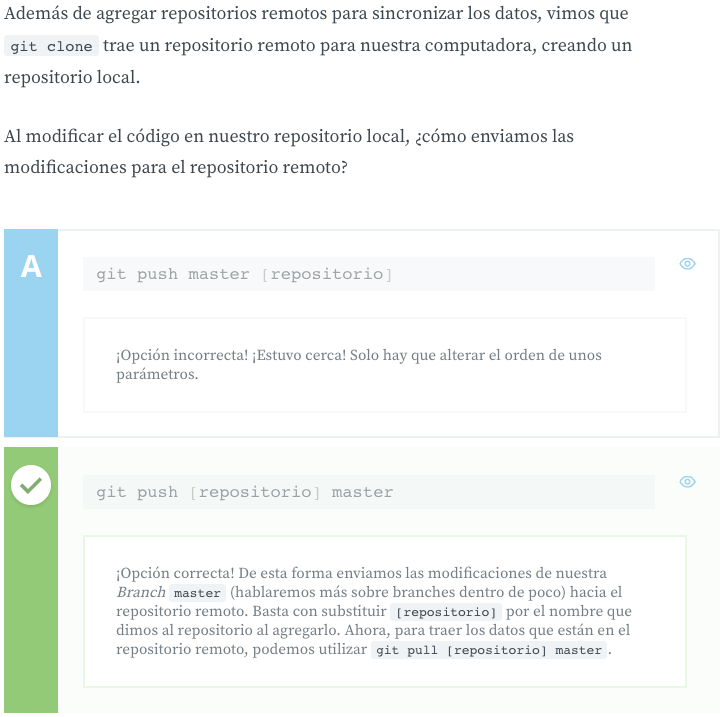 Además de agregar repositorios remotos para sincronizar los datos, vimos que
git clone trae un repositorio remoto para nuestra computadora, creando un
repositorio local.
Al modificar el código en nuestro repositorio local, ¿cómo enviamos las
modificaciones para el repositorio remoto?
A
git push master [repositorio]
¡Opción incorrecta! ¡Estuvo cerca! Solo hay que alterar el orden de unos
parámetros.
git push [repositorio] master
¡Opción correcta! De esta forma enviamos las modificaciones de nuestra
Branch master (hablaremos más sobre branches dentro de poco) hacia el
repositorio remoto. Basta con substituir [repositorio] por el nombre que
dimos al repositorio al agregarlo. Ahora, para traer los datos que están en el
repositorio remoto, podemos utilizar git pull [repositorio] master.